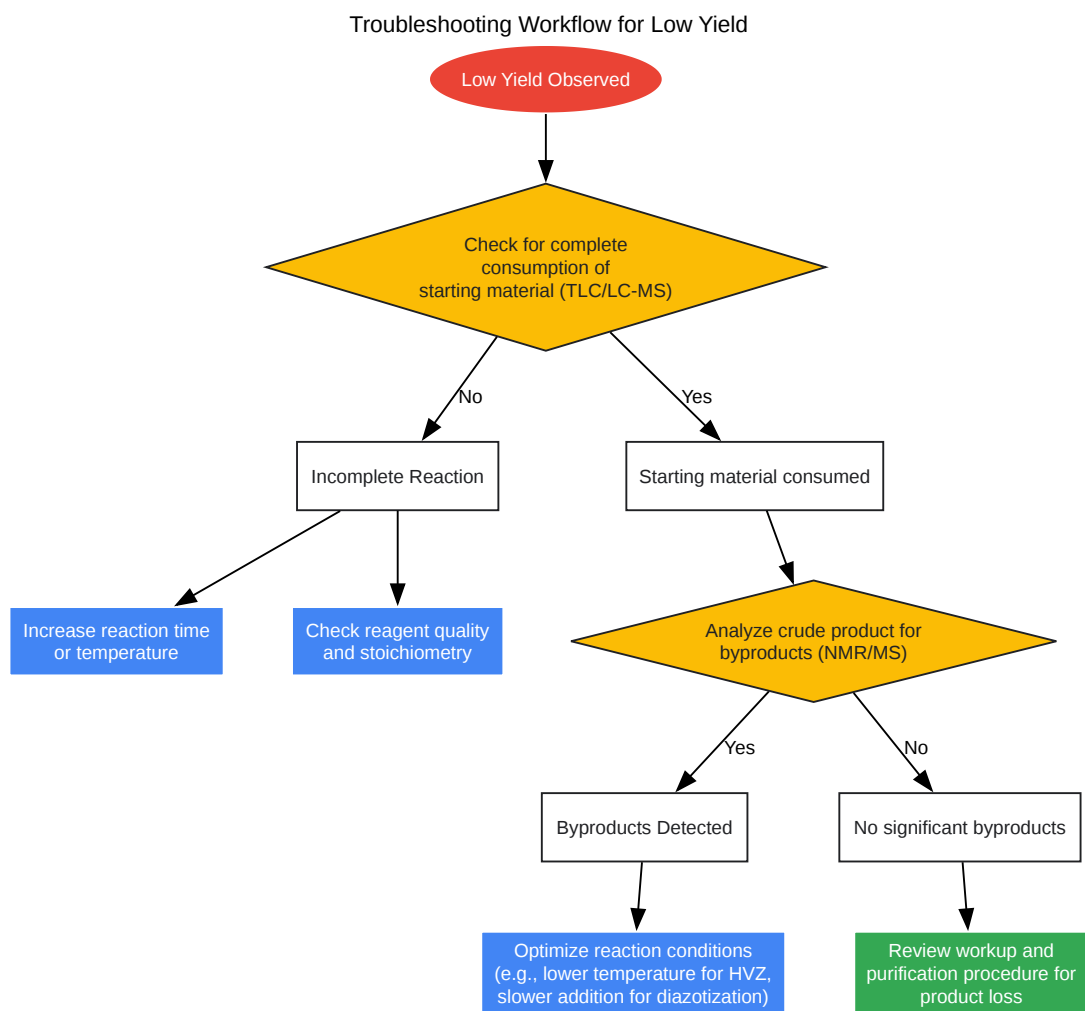 Troubleshooting Workflow for Low Yield
Low Yield Observed
Check for complete
consumption of
starting material (TLC/LC-MS)
No
Yes
Incomplete Reaction
Starting material consumed
Increase reaction time
or temperature
Check reagent quality
and stoichiometry
Analyze crude product for
byproducts (NMR/MS)
Yes
No
Byproducts Detected
No significant byproducts
Optimize reaction conditions
(e.g., lower temperature for HVZ,
slower addition for diazotization)
Review workup and
purification procedure for
product loss